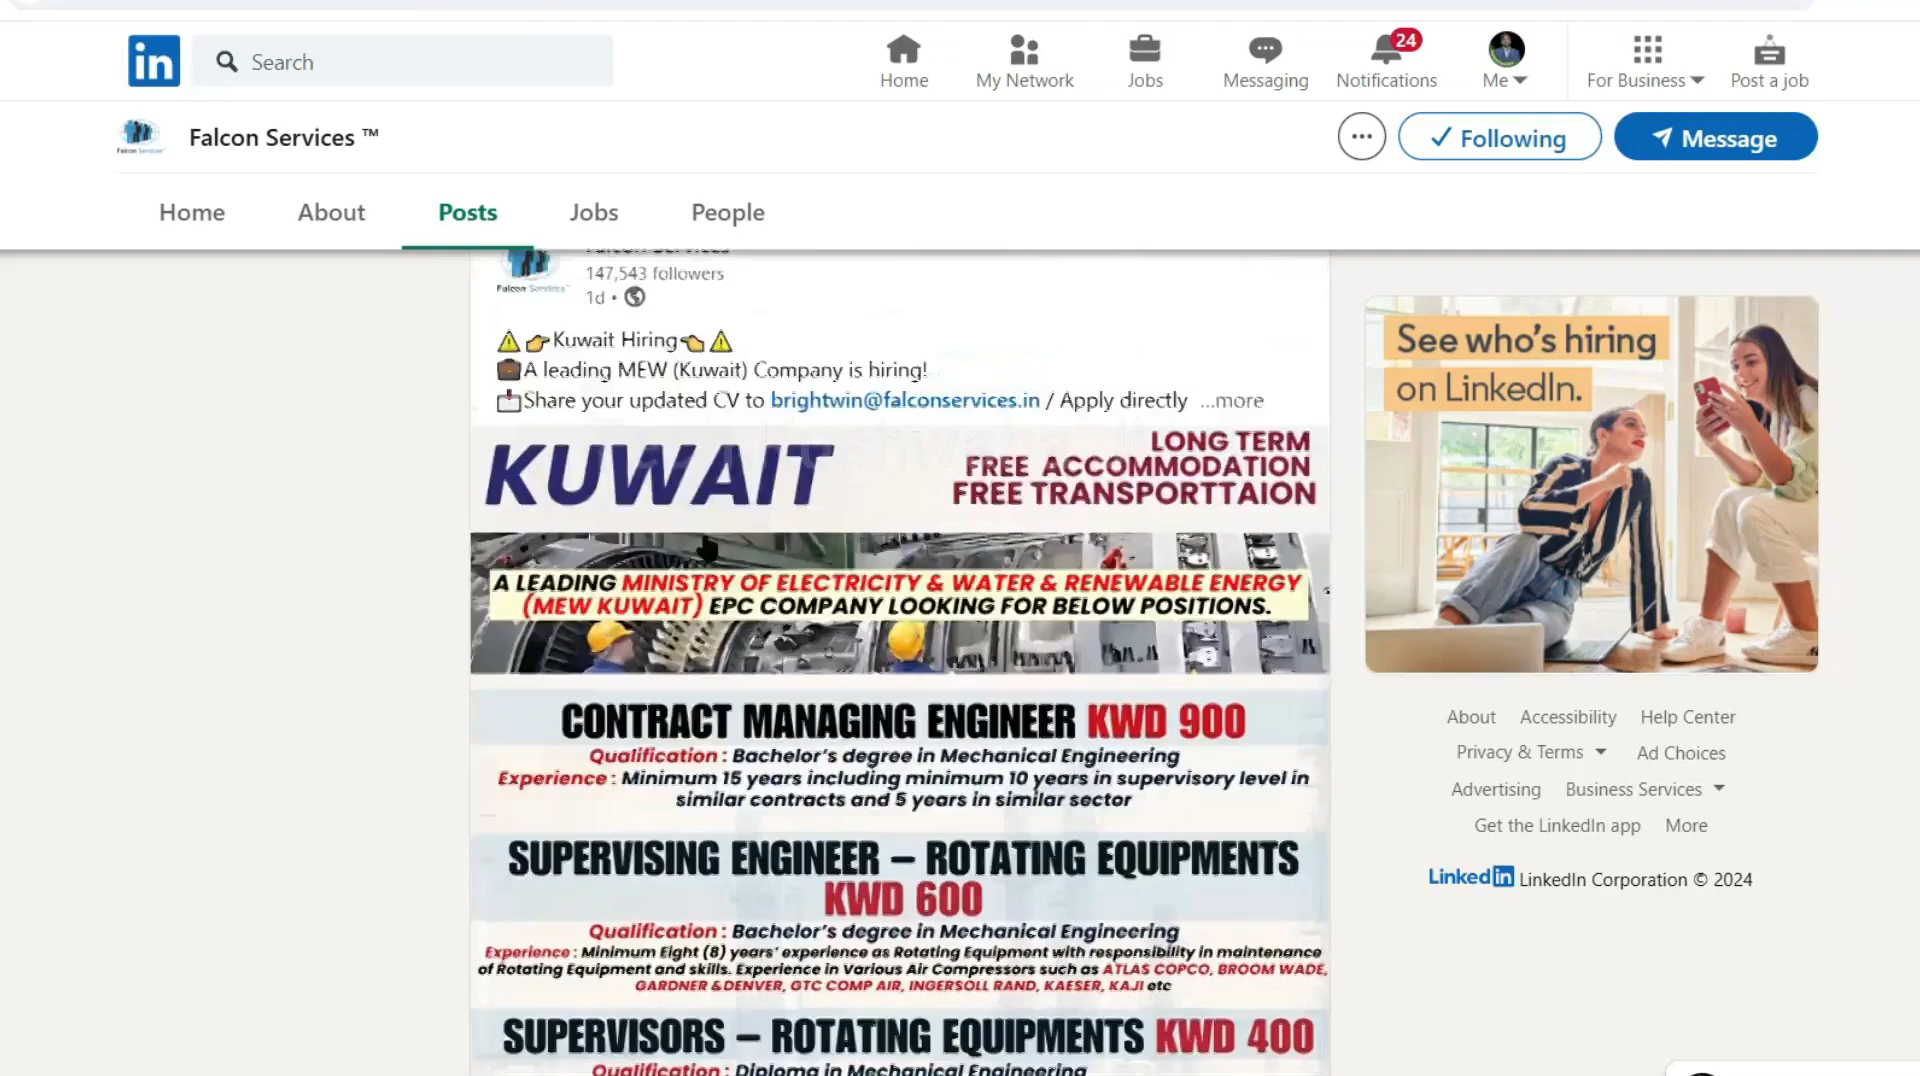 in Search Home My Network Jobs Messaging 24 Notifications Me For Business Post a job
Falcon Services ™ Following Message
Home About Posts Jobs People
147,543 followers
Falcon Services
1d •
Kuwait Hiring
A leading MEW (Kuwait) Company is hiring!
Share your updated CV to brightwin@falconservices.in / Apply directly ...more
KUWAIT
LONG TERM
FREE ACCOMMODATION
FREE TRANSPORTTAION
A LEADING MINISTRY OF ELECTRICITY & WATER & RENEWABLE ENERGY
(MEW KUWAIT) EPC COMPANY LOOKING FOR BELOW POSITIONS.
CONTRACT MANAGING ENGINEER KWD 900
Qualification : Bachelor's degree in Mechanical Engineering
Experience : Minimum 15 years including minimum 10 years in supervisory level in
similar contracts and 5 years in similar sector
SUPERVISING ENGINEER – ROTATING EQUIPMENTS
KWD 600
Qualification : Bachelor's degree in Mechanical Engineering
Experience : Minimum Eight (8) years' experience as Rotating Equipment with responsibility in maintenance
of Rotating Equipment and skills. Experience in Various Air Compressors such as ATLAS COPCO, BROOM WADE,
GARDNER &DENVER, GTC COMP AIR, INGERSOLL RAND, KAESER, KAJI etc
SUPERVISORS – ROTATING EQUIPMENTS KWD 400
Qualification : Diploma in Mechanical Engineering
See who's hiring
on LinkedIn.
About Accessibility Help Center
Privacy & Terms Ad Choices
Advertising Business Services
Get the LinkedIn app More
LinkedIn LinkedIn Corporation © 2024